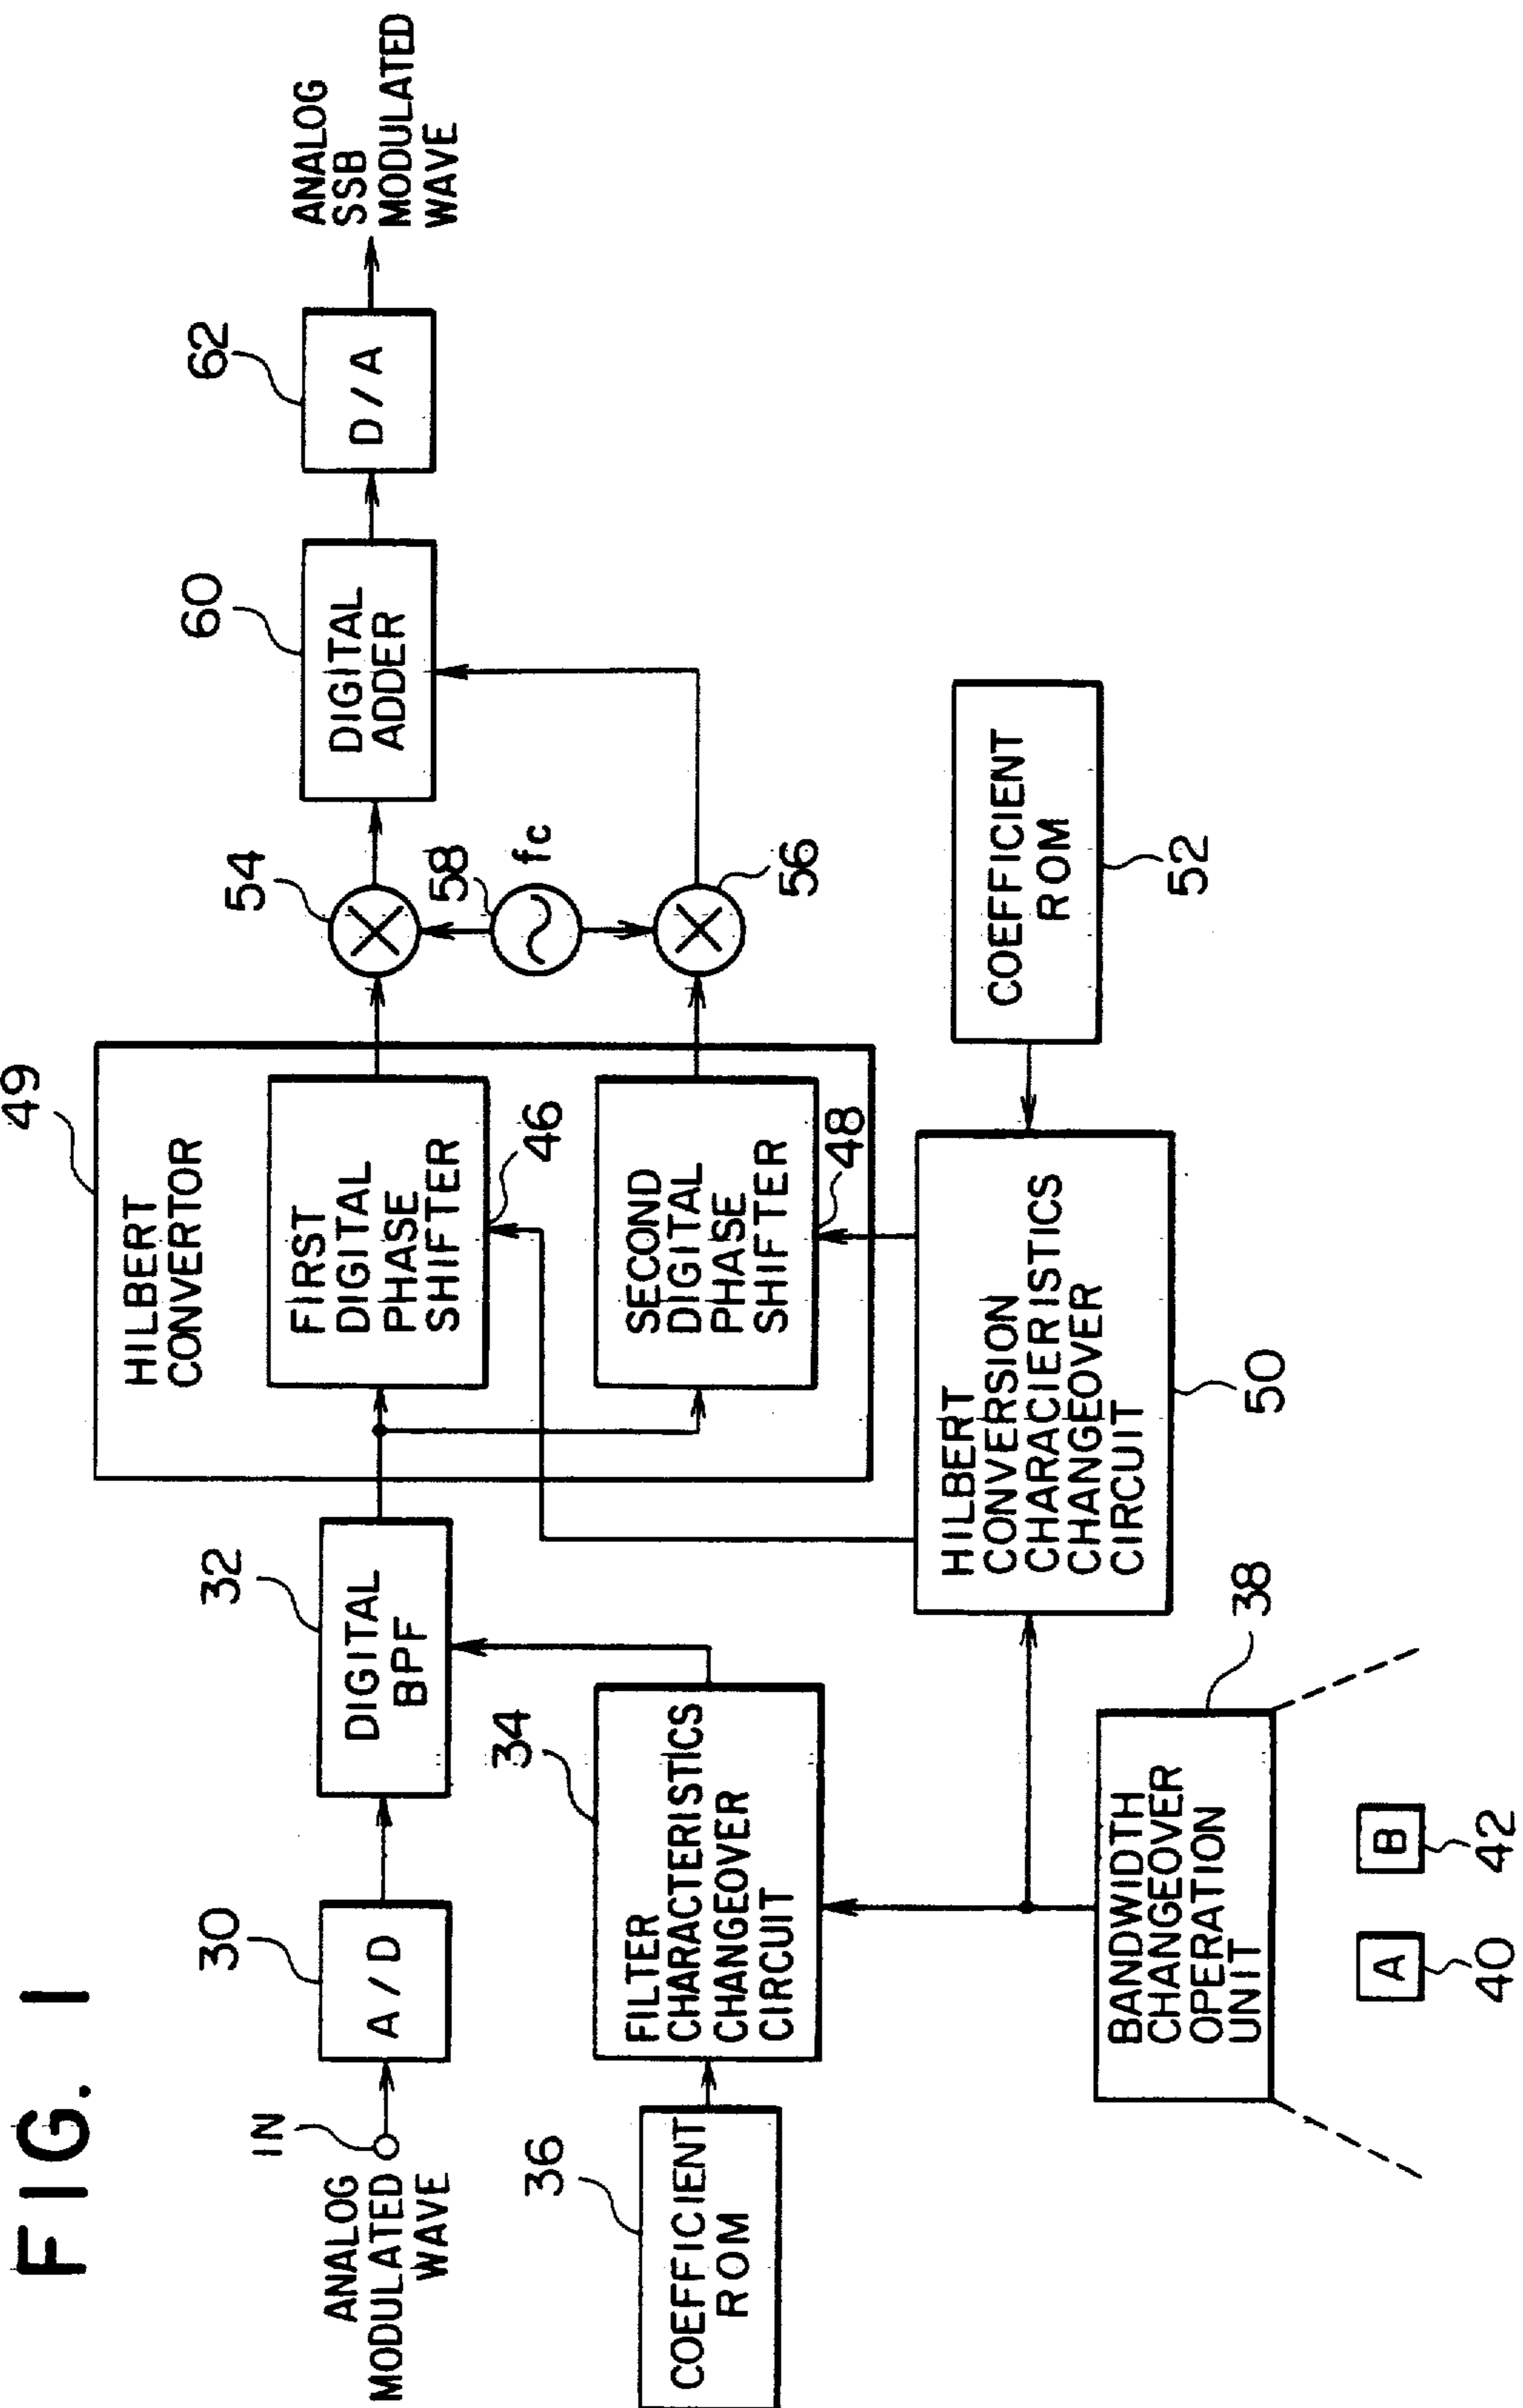 FIG. 1
ANALOG
MODULATED
WAVE
IN
30
A/D
32
DIGITAL
BPF
49
HILBERT
CONVERTOR
FIRST
DIGITAL
PHASE
SHIFTER
46
SECOND
DIGITAL
PHASE
SHIFTER
48
54
58
fc
56
60
DIGITAL
ADDER
62
D/A
ANALOG
SSB
MODULATED
WAVE
36
COEFFICIENT
ROM
34
FILTER
CHARACTERISTICS
CHANGEOVER
CIRCUIT
HILBERT
CONVERSION
CHARACIERISTICS
CHANGEOVER
CIRCUIT
50
COEFFICIENT
ROM
52
38
BANDWIDTH
CHANGEOVER
OPERATION
UNIT
A
40
B
42